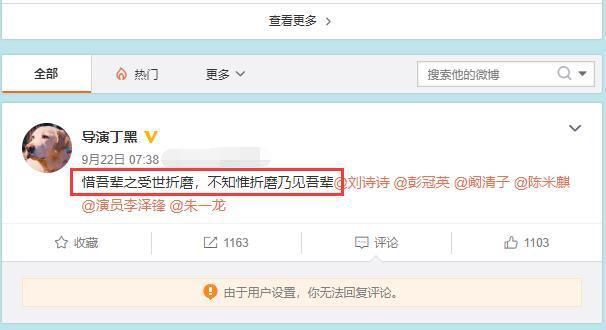 查看更多
全部 热门 更多 搜索他的微博
导演丁黑
9月22日 07:38
惜吾辈之受世折磨，不知惟折磨乃见吾辈@刘诗诗 @彭冠英 @阚清子 @陈米麒
@演员李泽锋 @朱一龙
收藏 1163 评论 1103
由于用户设置，你无法回复评论。